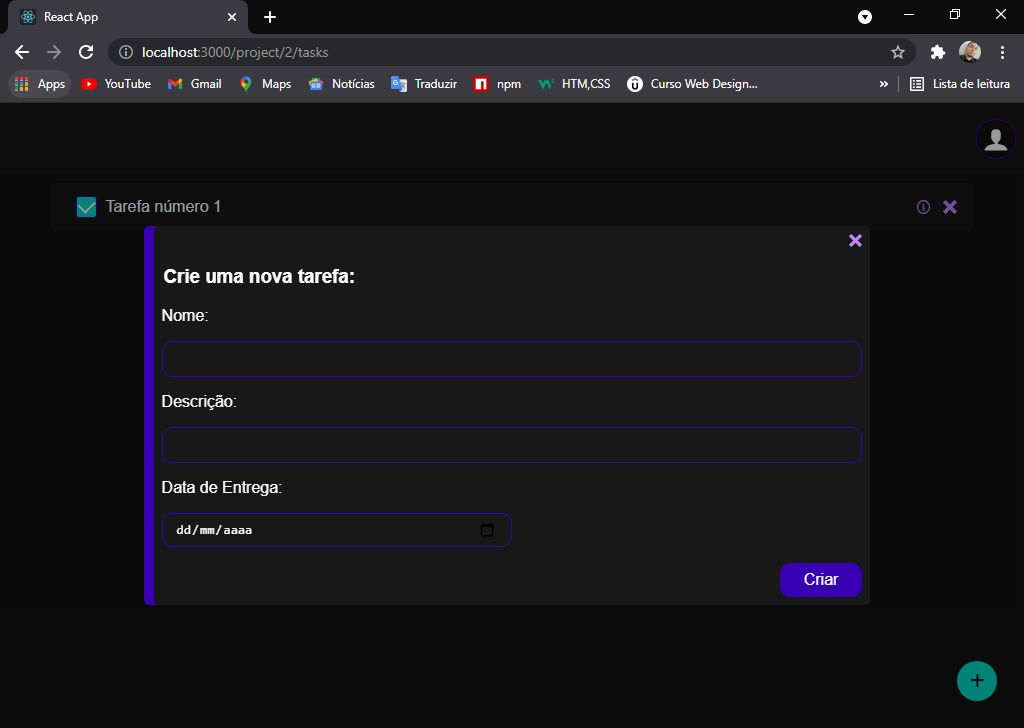 React App
localhost:3000/project/2/tasks
Apps YouTube Gmail Maps Notícias Traduzir npm HTM,CSS Curso Web Design... » Lista de leitura
Tarefa número 1
Crie uma nova tarefa:
Nome:
Descrição:
Data de Entrega:
dd/mm/aaaa
Criar
+